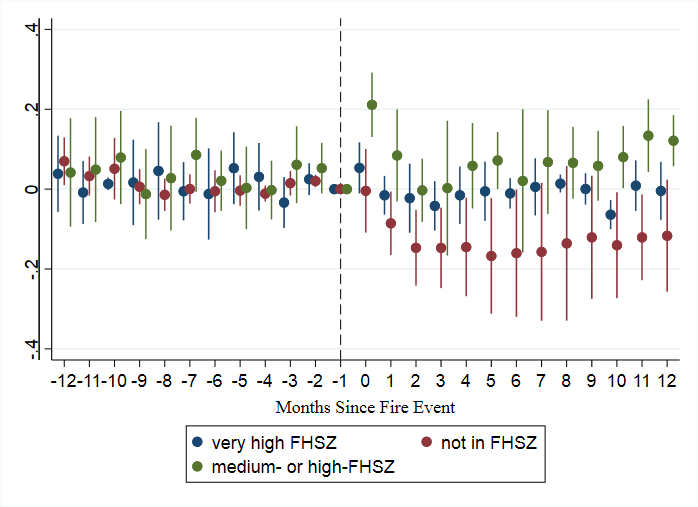 .4
.2
0
-.2
-.4
-12 -11 -10 -9 -8 -7 -6 -5 -4 -3 -2 -1 0 1 2 3 4 5 6 7 8 9 10 11 12
Months Since Fire Event
very high FHSZ not in FHSZ
medium- or high-FHSZ